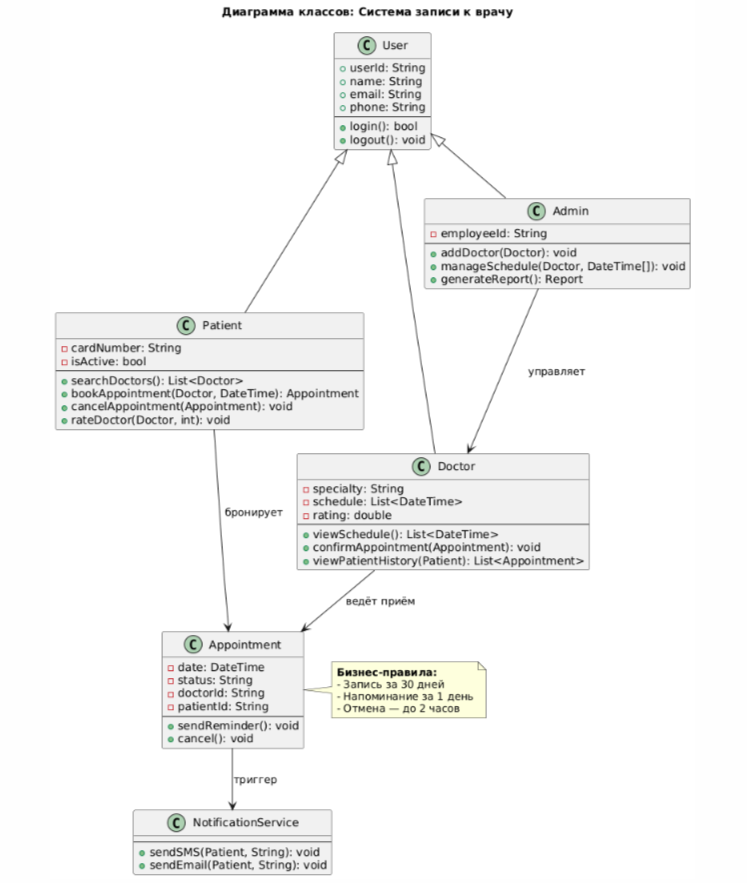 Диаграмма классов: Система записи к врачу
C User
userId: String
name: String
email: String
phone: String
login(): bool
logout(): void
C Admin
employeeId: String
addDoctor(Doctor): void
manageSchedule(Doctor, DateTime[]): void
generateReport(): Report
C Patient
cardNumber: String
isActive: bool
searchDoctors(): List<Doctor>
bookAppointment(Doctor, DateTime): Appointment
cancelAppointment(Appointment): void
rateDoctor(Doctor, int): void
управляет
C Doctor
specialty: String
schedule: List<DateTime>
rating: double
viewSchedule(): List<DateTime>
confirmAppointment(Appointment): void
viewPatientHistory(Patient): List<Appointment>
бронирует
ведёт приём
C Appointment
date: DateTime
status: String
doctorId: String
patientId: String
sendReminder(): void
cancel(): void
Бизнес-правила:
- Запись за 30 дней
- Напоминание за 1 день
- Отмена — до 2 часов
триггер
C NotificationService
sendSMS(Patient, String): void
sendEmail(Patient, String): void